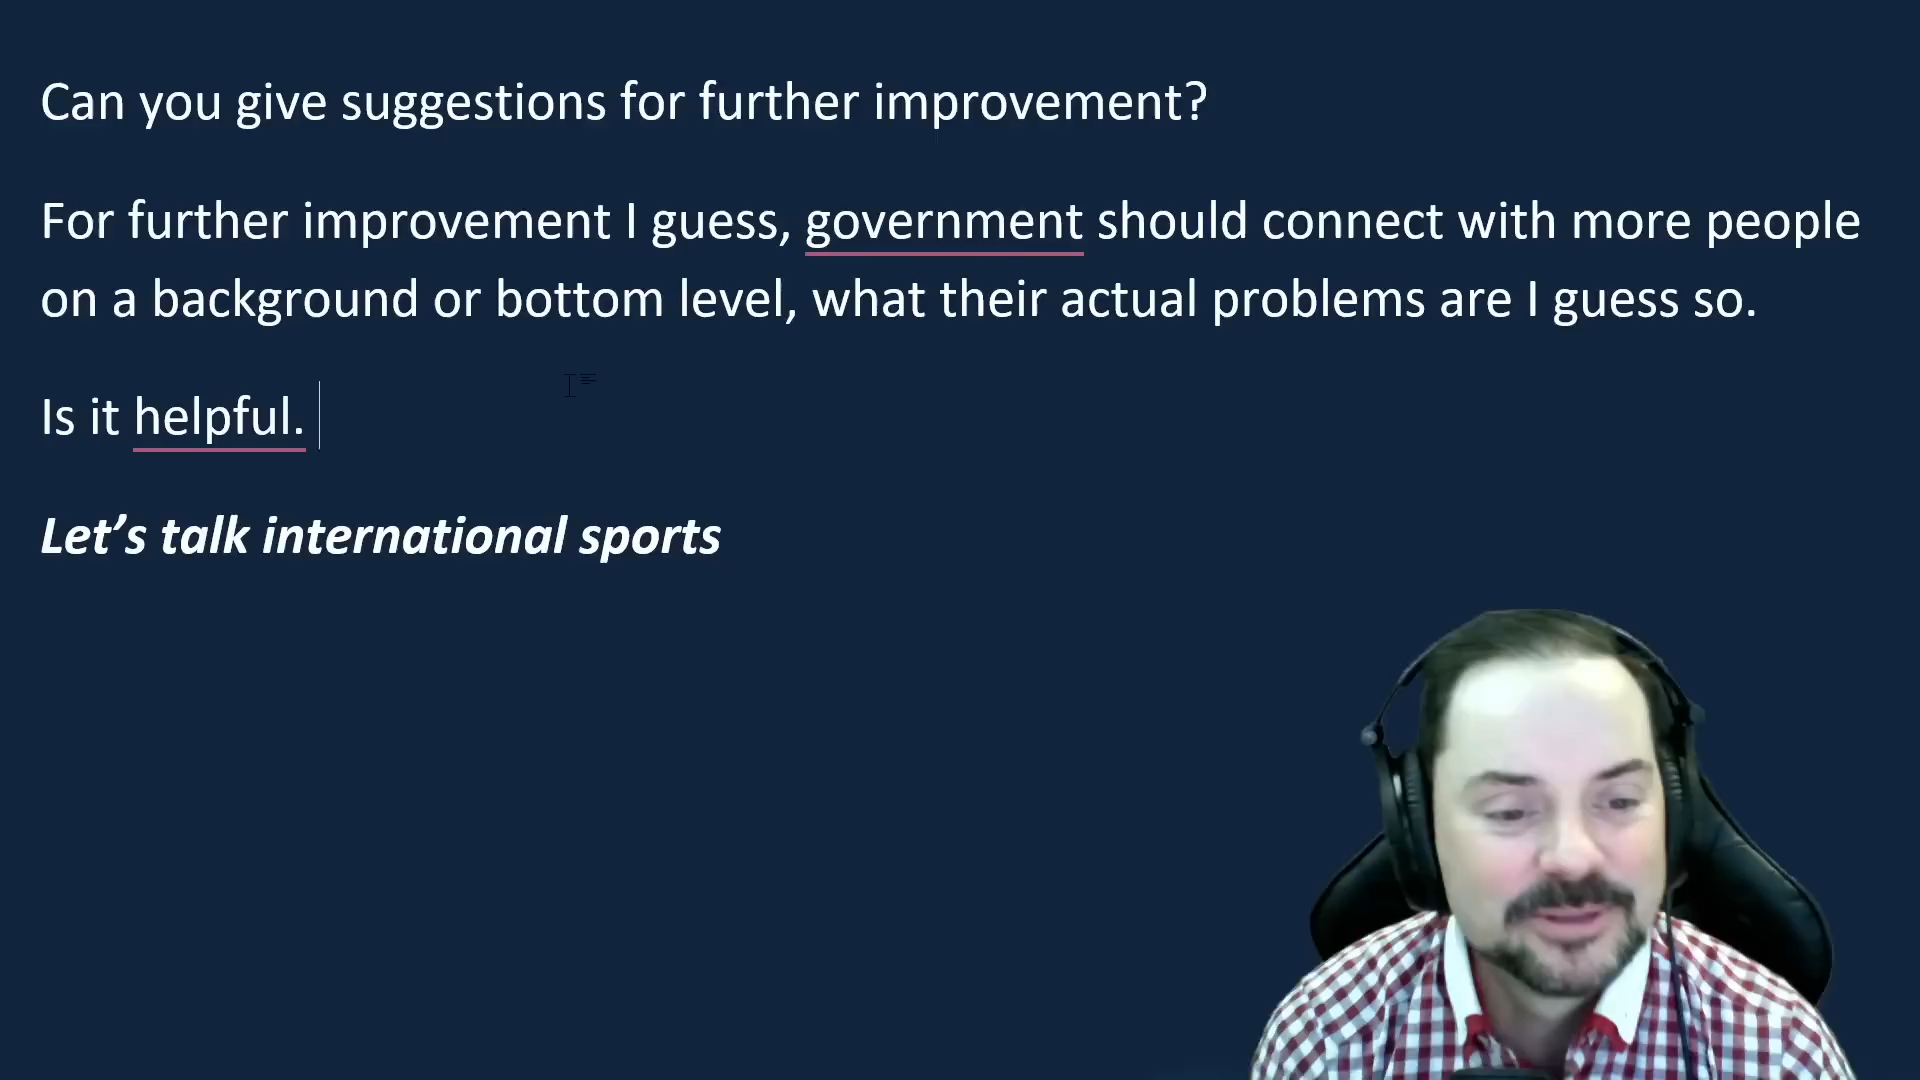 Can you give suggestions for further improvement?
For further improvement I guess, government should connect with more people
on a background or bottom level, what their actual problems are I guess so.
Is it helpful.
Let’s talk international sports